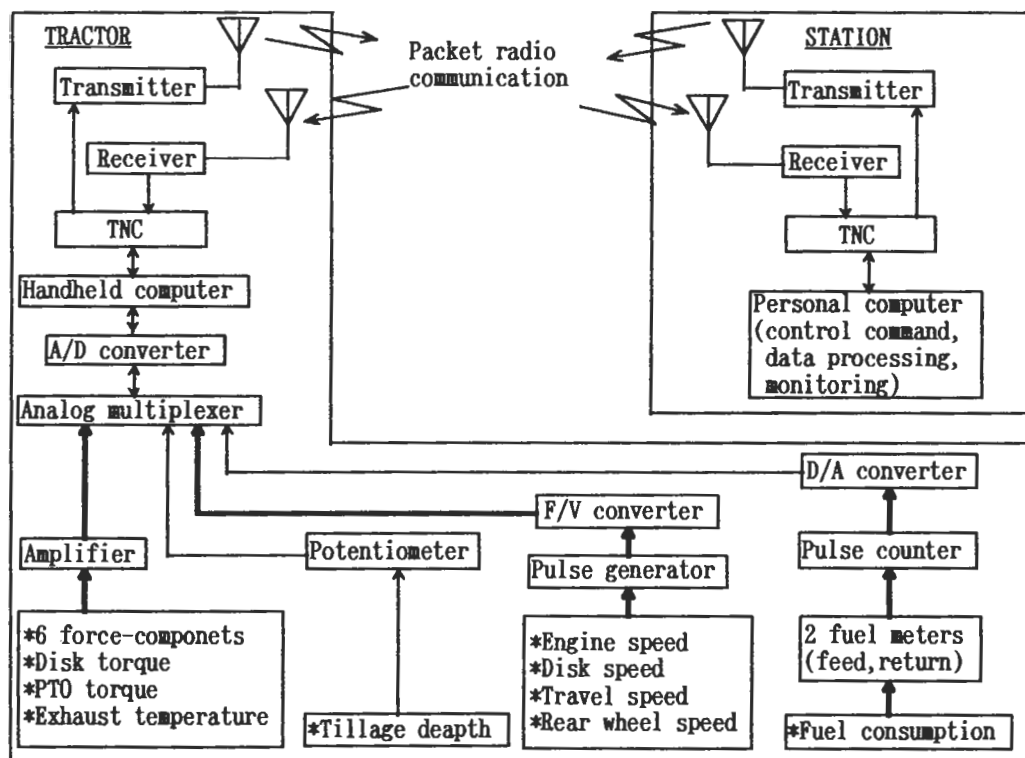 TRACTOR
Transmitter
Receiver
TNC
Handheld computer
A/D converter
Analog multiplexer
Packet radio
communication
STATION
Transmitter
Receiver
TNC
Personal computer
(control command,
data processing,
monitoring)
D/A converter
F/V converter
Amplifier
Potentiometer
Pulse generator
Pulse counter
*6 force-componets
*Disk torque
*PTO torque
*Exhaust temperature
*Tillage deapth
*Engine speed
*Disk speed
*Travel speed
*Rear wheel speed
2 fuel meters
(feed,return)
*Fuel consumption